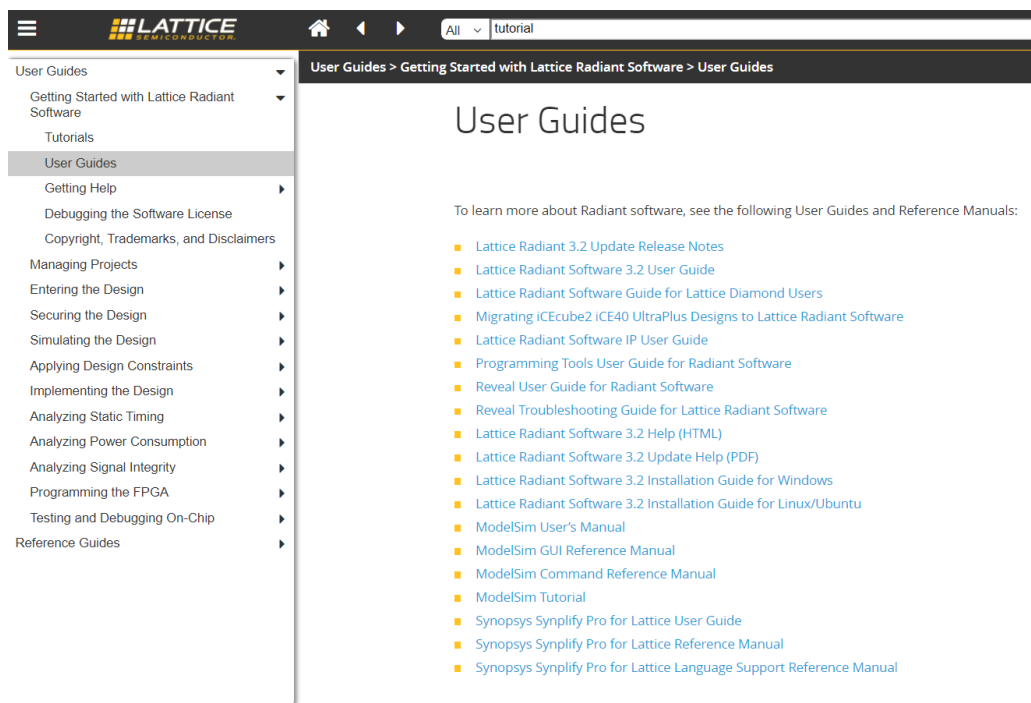 LATTICE
SEMICONDUCTOR.
All
tutorial
User Guides
Getting Started with Lattice Radiant
Software
Tutorials
User Guides
Getting Help
Debugging the Software License
Copyright, Trademarks, and Disclaimers
Managing Projects
Entering the Design
Securing the Design
Simulating the Design
Applying Design Constraints
Implementing the Design
Analyzing Static Timing
Analyzing Power Consumption
Analyzing Signal Integrity
Programming the FPGA
Testing and Debugging On-Chip
Reference Guides
User Guides > Getting Started with Lattice Radiant Software > User Guides
User Guides
To learn more about Radiant software, see the following User Guides and Reference Manuals:
Lattice Radiant 3.2 Update Release Notes
Lattice Radiant Software 3.2 User Guide
Lattice Radiant Software Guide for Lattice Diamond Users
Migrating iCEcube2 iCE40 UltraPlus Designs to Lattice Radiant Software
Lattice Radiant Software IP User Guide
Programming Tools User Guide for Radiant Software
Reveal User Guide for Radiant Software
Reveal Troubleshooting Guide for Lattice Radiant Software
Lattice Radiant Software 3.2 Help (HTML)
Lattice Radiant Software 3.2 Update Help (PDF)
Lattice Radiant Software 3.2 Installation Guide for Windows
Lattice Radiant Software 3.2 Installation Guide for Linux/Ubuntu
ModelSim User's Manual
ModelSim GUI Reference Manual
ModelSim Command Reference Manual
ModelSim Tutorial
Synopsys Synplify Pro for Lattice User Guide
Synopsys Synplify Pro for Lattice Reference Manual
Synopsys Synplify Pro for Lattice Language Support Reference Manual